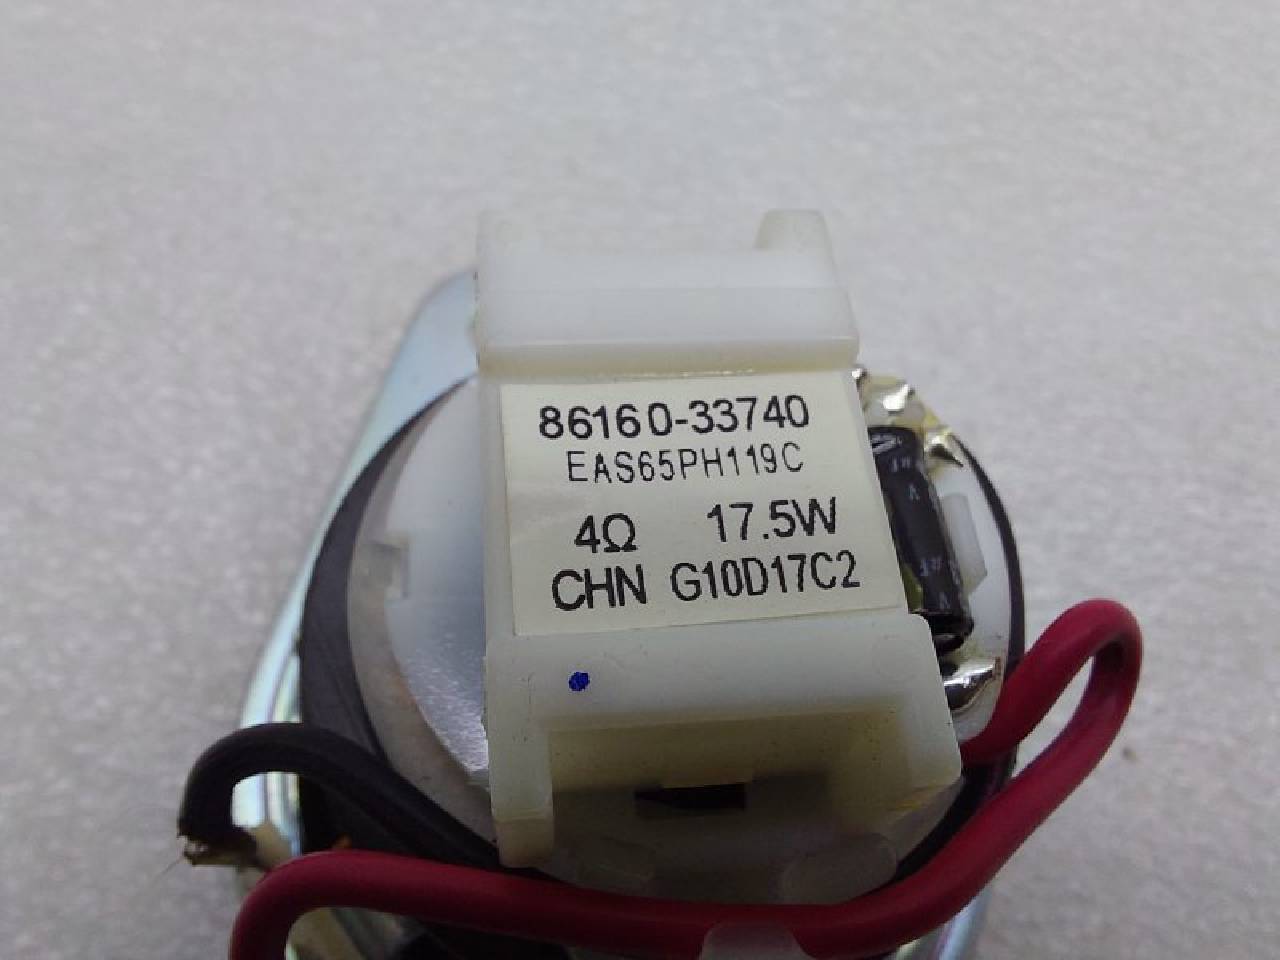 86160-33740
EAS65PH119C
4Ω 17.5W
CHN G10D17C2